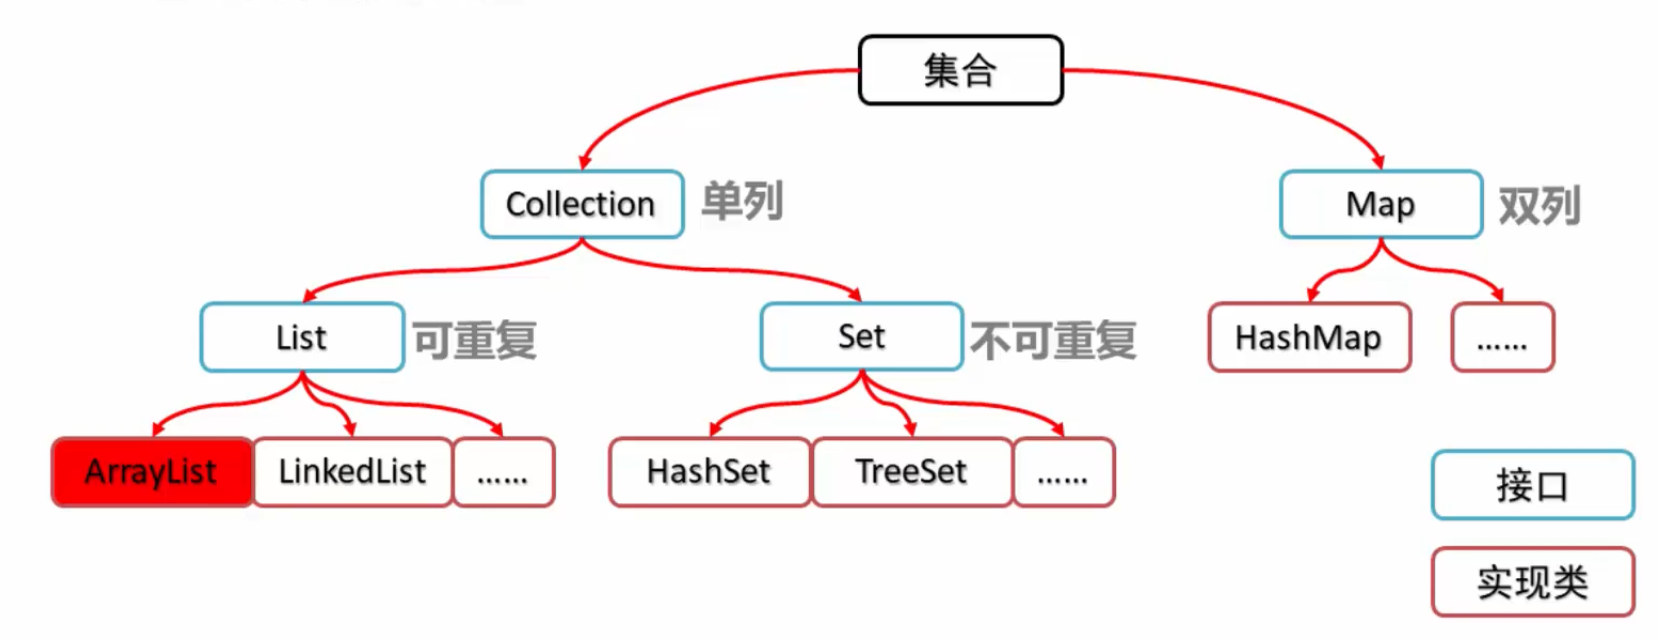 集合
Collection
单列
Map
双列
List
可重复
Set
不可重复
HashMap
......
ArrayList
LinkedList
......
HashSet
TreeSet
......
接口
实现类